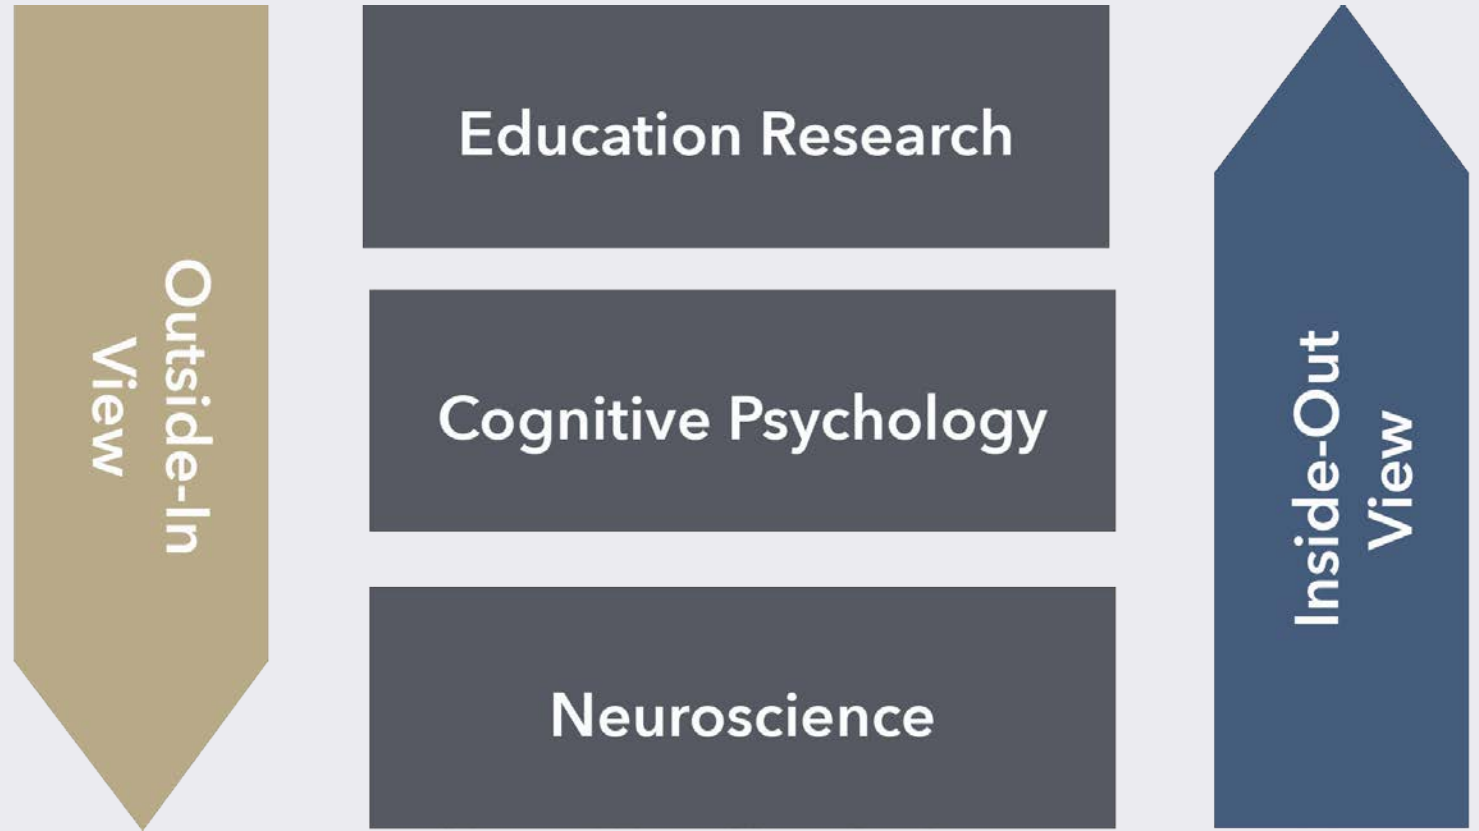 Outside-In
View
Education Research
Cognitive Psychology
Neuroscience
Inside-Out
View